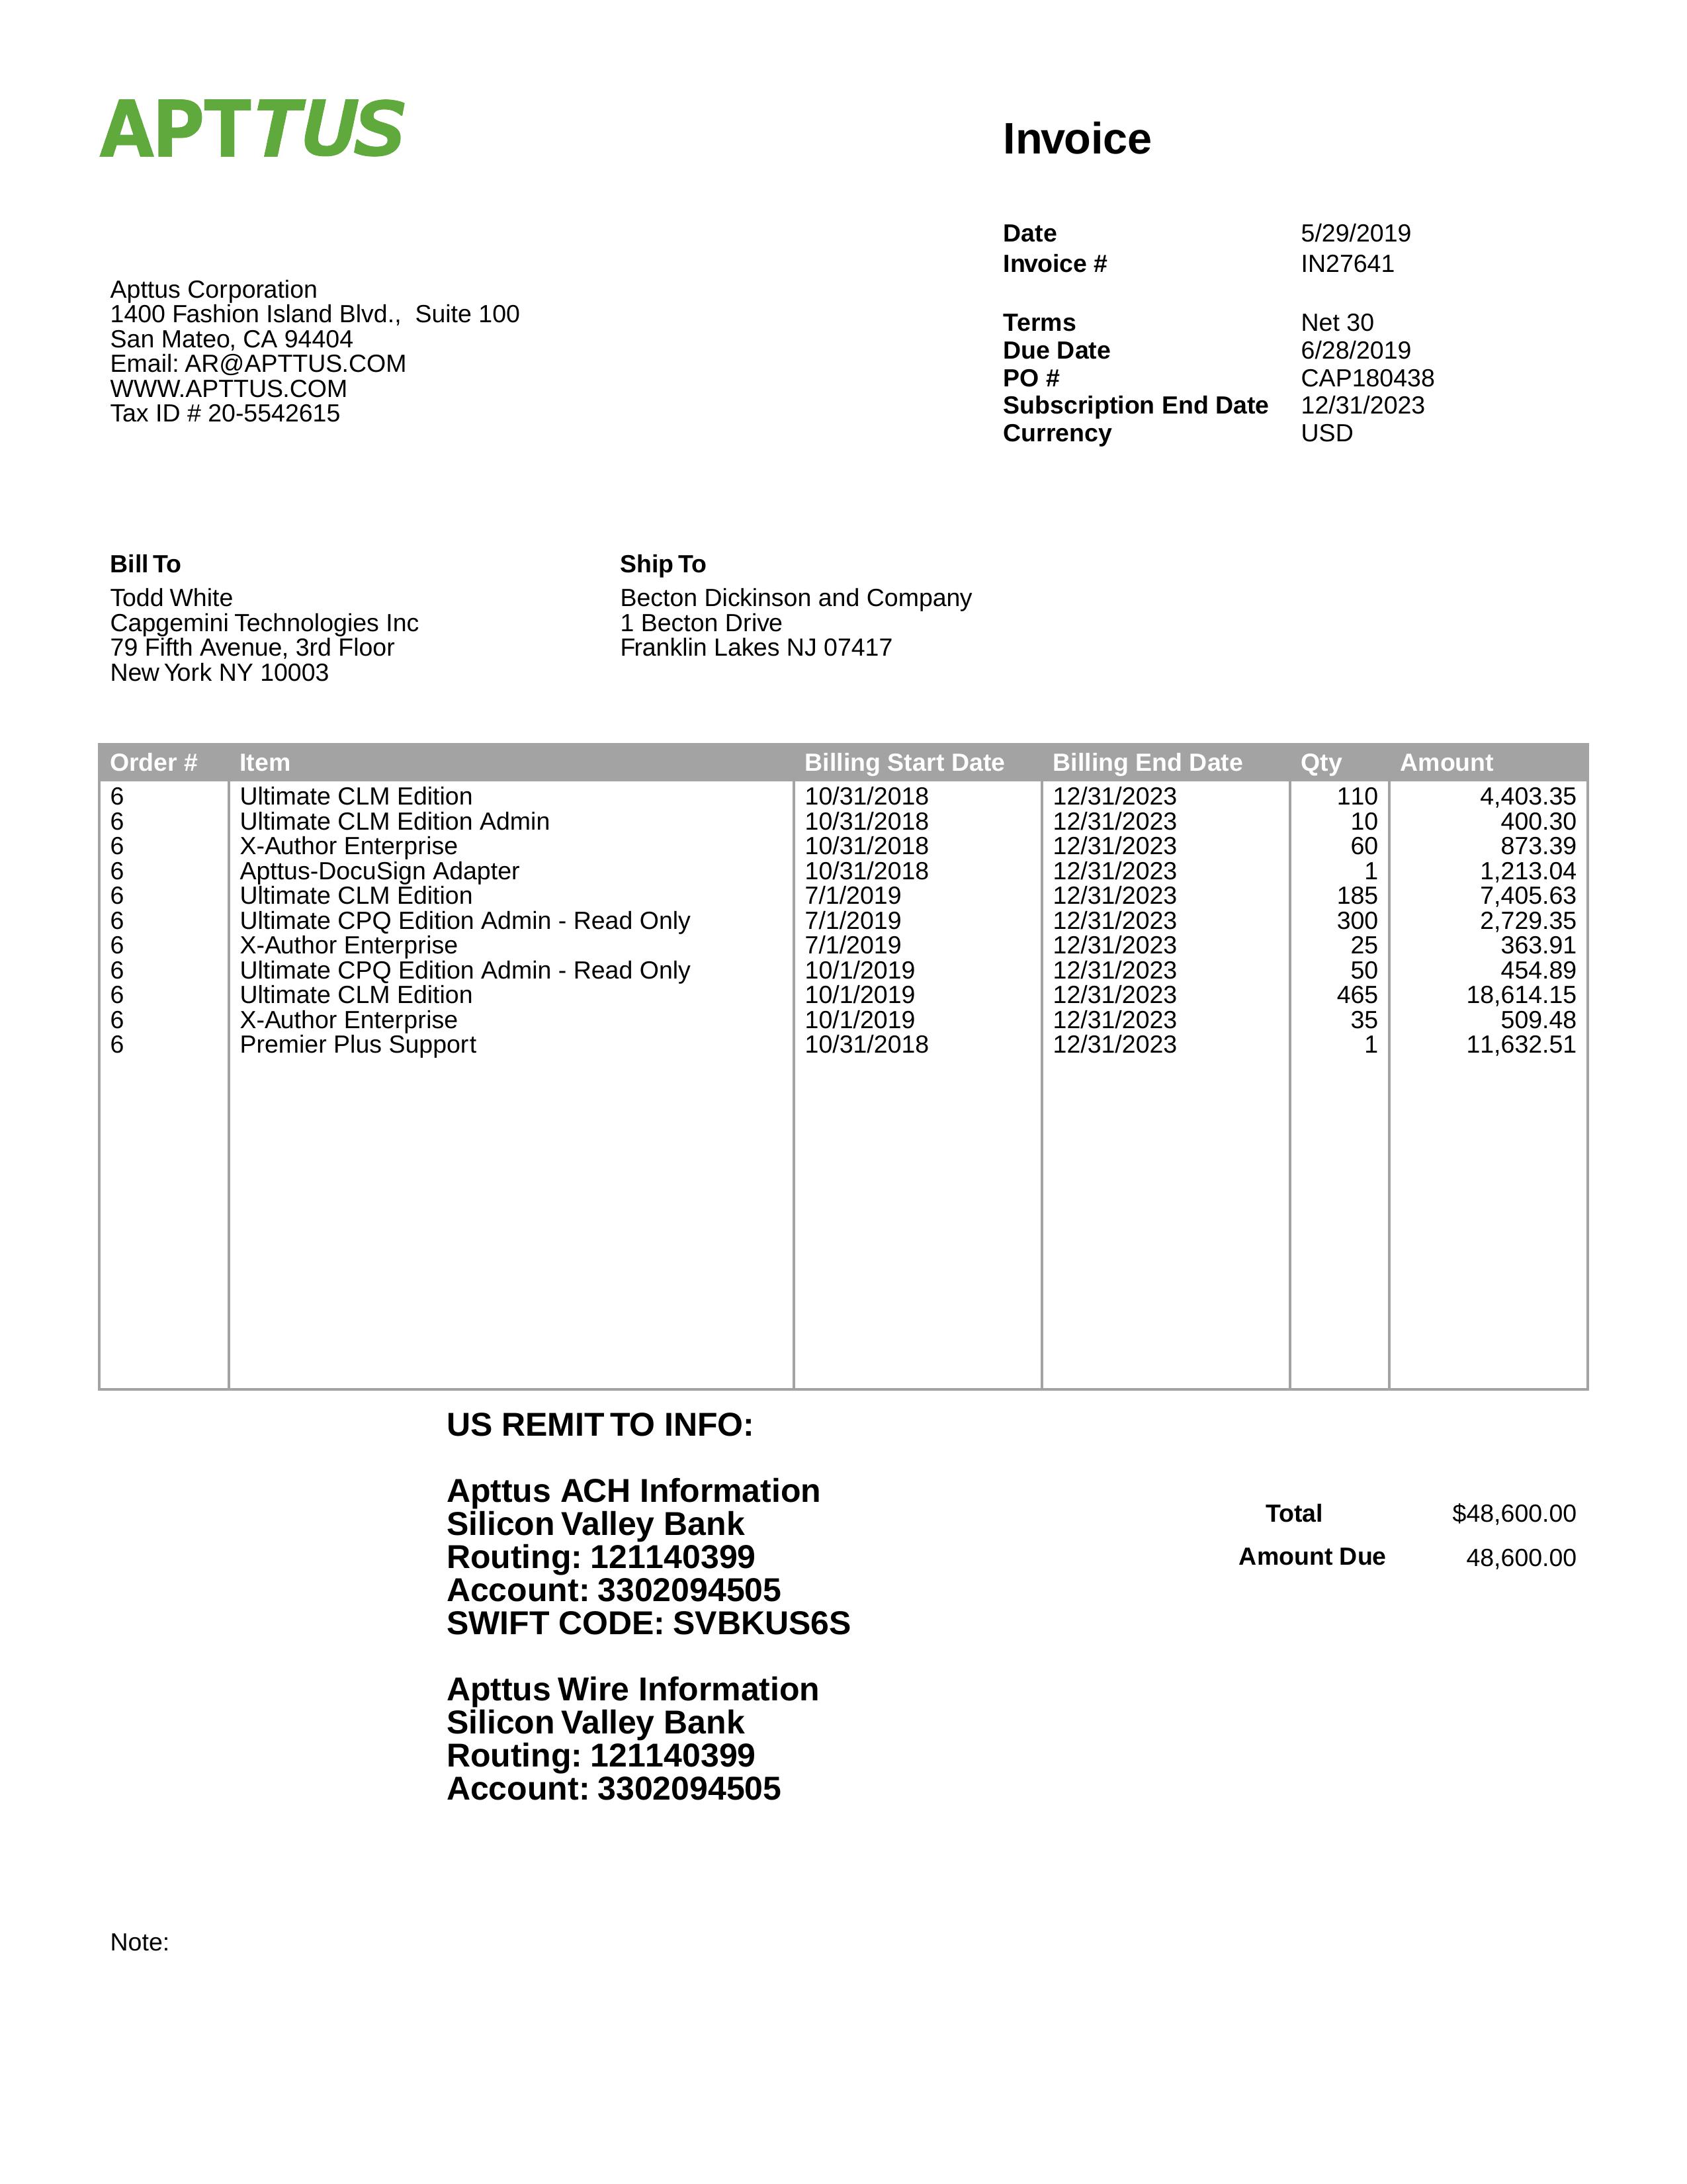 APTTUS
Invoice
Date 5/29/2019
Invoice # IN27641
Apttus Corporation
1400 Fashion Island Blvd., Suite 100
San Mateo, CA 94404
Email: AR@APTTUS.COM
WWW.APTTUS.COM
Tax ID # 20-5542615
Terms Net 30
Due Date 6/28/2019
PO # CAP180438
Subscription End Date 12/31/2023
Currency USD
Bill To
Todd White
Capgemini Technologies Inc
79 Fifth Avenue, 3rd Floor
New York NY 10003
Ship To
Becton Dickinson and Company
1 Becton Drive
Franklin Lakes NJ 07417
Order # Item Billing Start Date Billing End Date Qty Amount
6 Ultimate CLM Edition 10/31/2018 12/31/2023 110 4,403.35
6 Ultimate CLM Edition Admin 10/31/2018 12/31/2023 10 400.30
6 X-Author Enterprise 10/31/2018 12/31/2023 60 873.39
6 Apttus-DocuSign Adapter 10/31/2018 12/31/2023 1 1,213.04
6 Ultimate CLM Edition 7/1/2019 12/31/2023 185 7,405.63
6 Ultimate CPQ Edition Admin - Read Only 7/1/2019 12/31/2023 300 2,729.35
6 X-Author Enterprise 7/1/2019 12/31/2023 25 363.91
6 Ultimate CPQ Edition Admin - Read Only 10/1/2019 12/31/2023 50 454.89
6 Ultimate CLM Edition 10/1/2019 12/31/2023 465 18,614.15
6 X-Author Enterprise 10/1/2019 12/31/2023 35 509.48
6 Premier Plus Support 10/31/2018 12/31/2023 1 11,632.51
US REMIT TO INFO:
Apttus ACH Information
Silicon Valley Bank
Routing: 121140399
Account: 3302094505
SWIFT CODE: SVBKUS6S
Apttus Wire Information
Silicon Valley Bank
Routing: 121140399
Account: 3302094505
Total $48,600.00
Amount Due 48,600.00
Note: